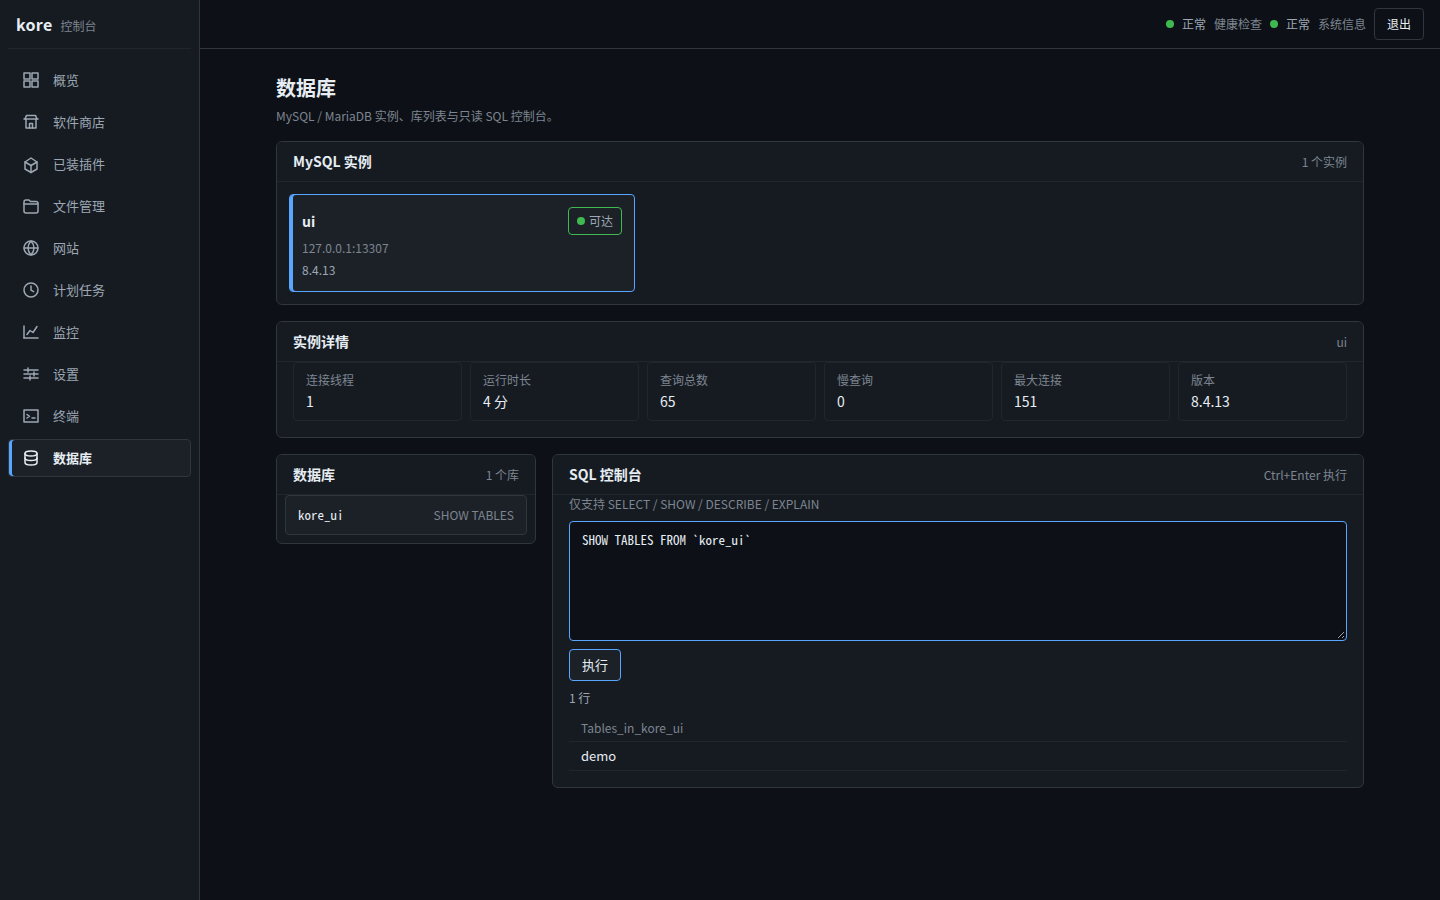 kore 控制台
正常 健康检查 正常 系统信息 退出
概览
软件商店
已装插件
文件管理
网站
计划任务
监控
设置
终端
数据库
数据库
MySQL / MariaDB 实例、库列表与只读 SQL 控制台。
MySQL 实例 1 个实例
ui 可达
127.0.0.1:13307
8.4.13
实例详情 ui
连接线程 运行时长 查询总数 慢查询 最大连接 版本
1 4 分 65 0 151 8.4.13
数据库 1 个库
kore_ui SHOW TABLES
SQL 控制台 Ctrl+Enter 执行
仅支持 SELECT / SHOW / DESCRIBE / EXPLAIN
SHOW TABLES FROM `kore_ui`
执行
1 行
Tables_in_kore_ui
demo